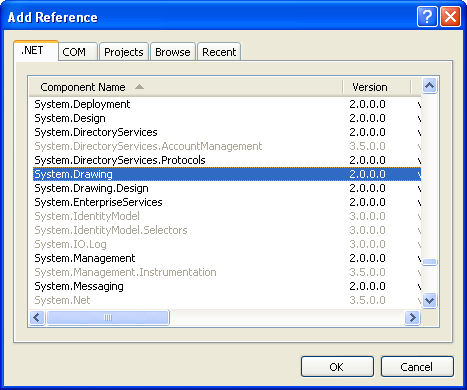 Add Reference
.NET COM Projects Browse Recent
Component Name Version
System.Deployment 2.0.0.0
System.Design 2.0.0.0
System.DirectoryServices 2.0.0.0
System.DirectoryServices.AccountManagement 3.5.0.0
System.DirectoryServices.Protocols 2.0.0.0
System.Drawing 2.0.0.0
System.Drawing.Design 2.0.0.0
System.EnterpriseServices 2.0.0.0
System.IdentityModel 3.0.0.0
System.IdentityModel.Selectors 3.0.0.0
System.IO.Log 3.0.0.0
System.Management 2.0.0.0
System.Management.Instrumentation 3.5.0.0
System.Messaging 2.0.0.0
System.Net 3.5.0.0
OK Cancel